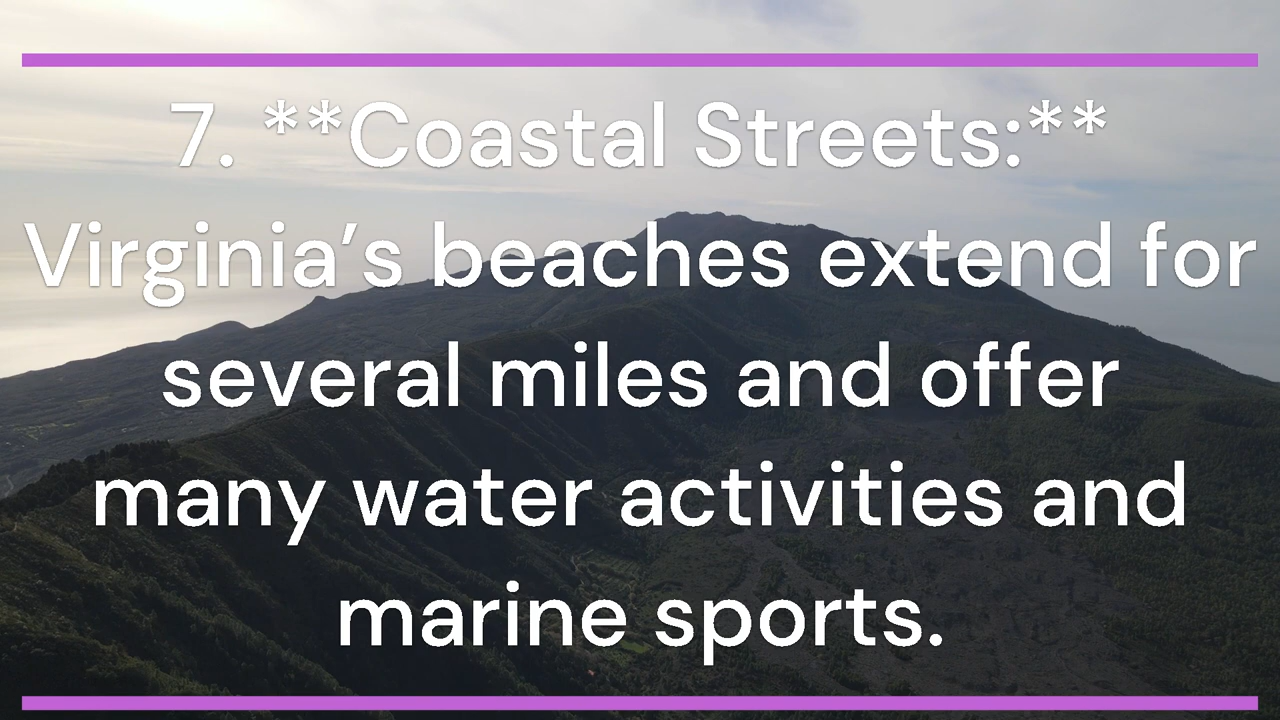 7. **Coastal Streets:**
Virginia’s beaches extend for
several miles and offer
many water activities and
marine sports.